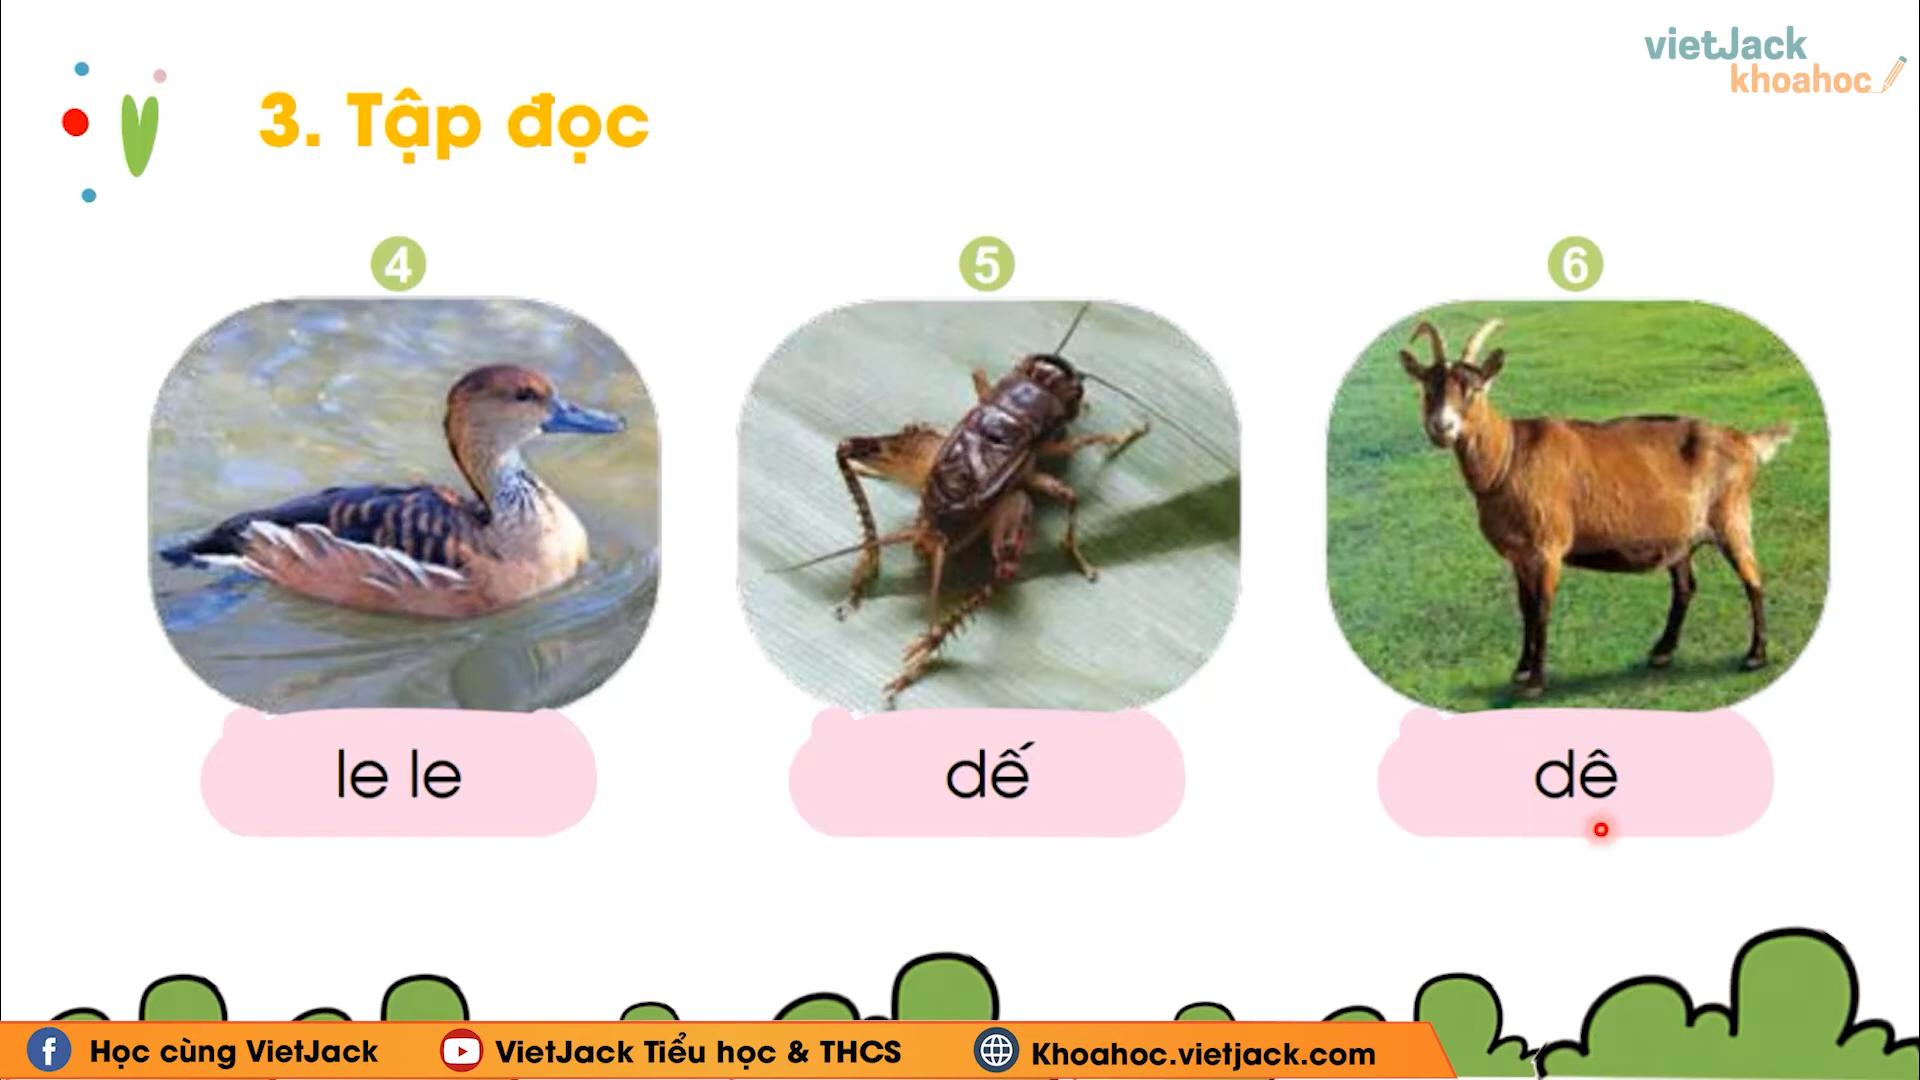 vietJack
khoahoc
3. Tập đọc
4
5
6
le le
dế
dê
Học cùng VietJack
VietJack Tiểu học & THCS
Khoahoc.vietjack.com